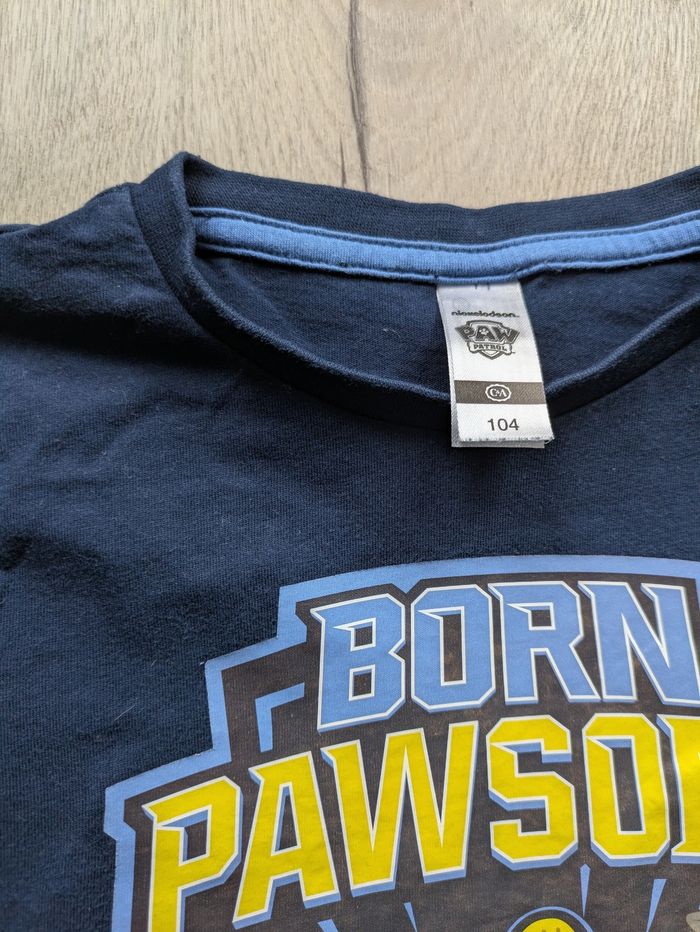 nickelodeon
PAW
PATROL
C&A
104
BORN
PAWSO